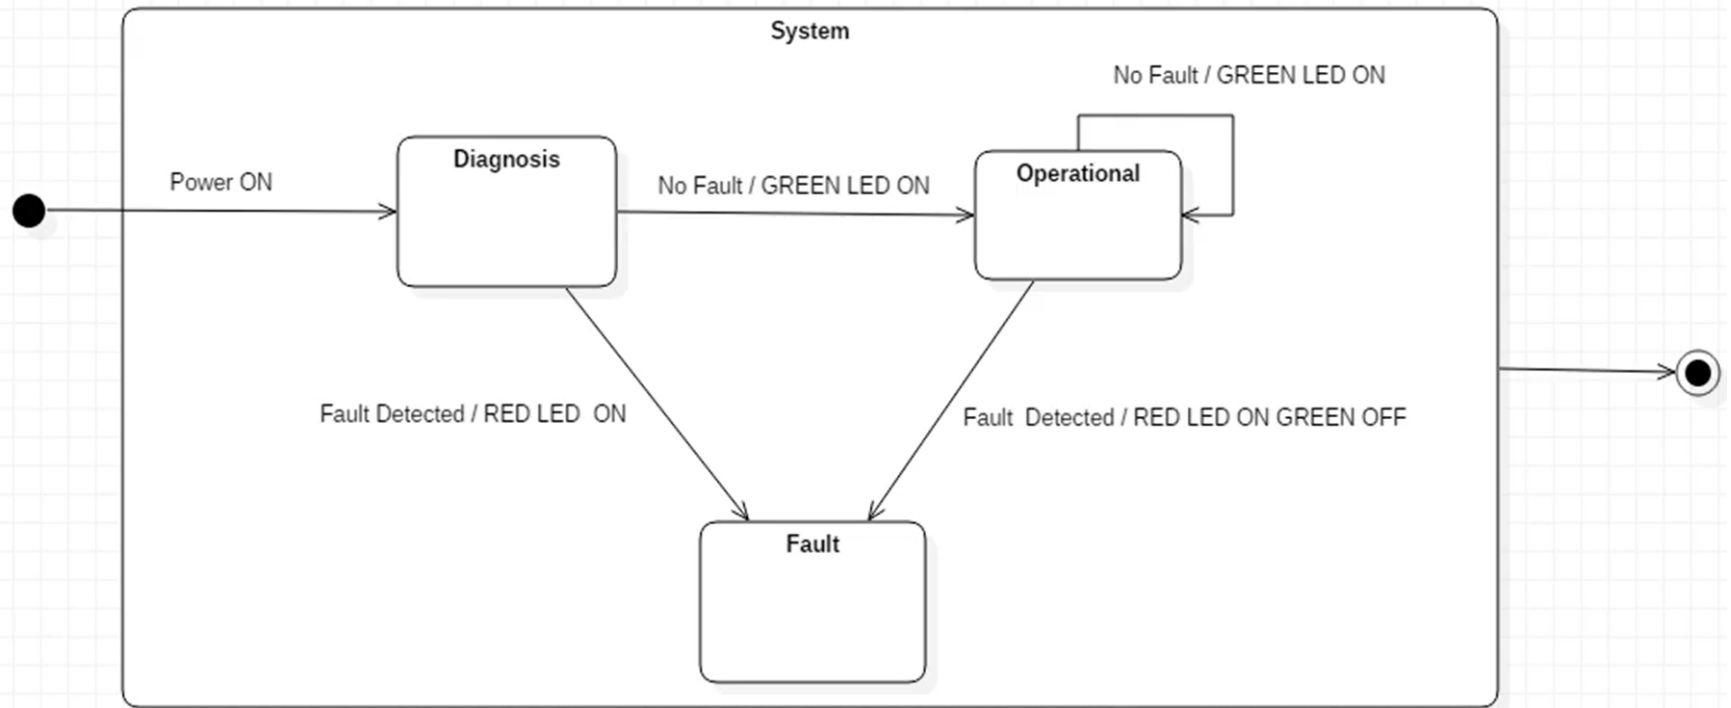 System
No Fault / GREEN LED ON
Diagnosis
Operational
Power ON
No Fault / GREEN LED ON
Fault Detected / RED LED  ON
Fault  Detected / RED LED ON GREEN OFF
Fault